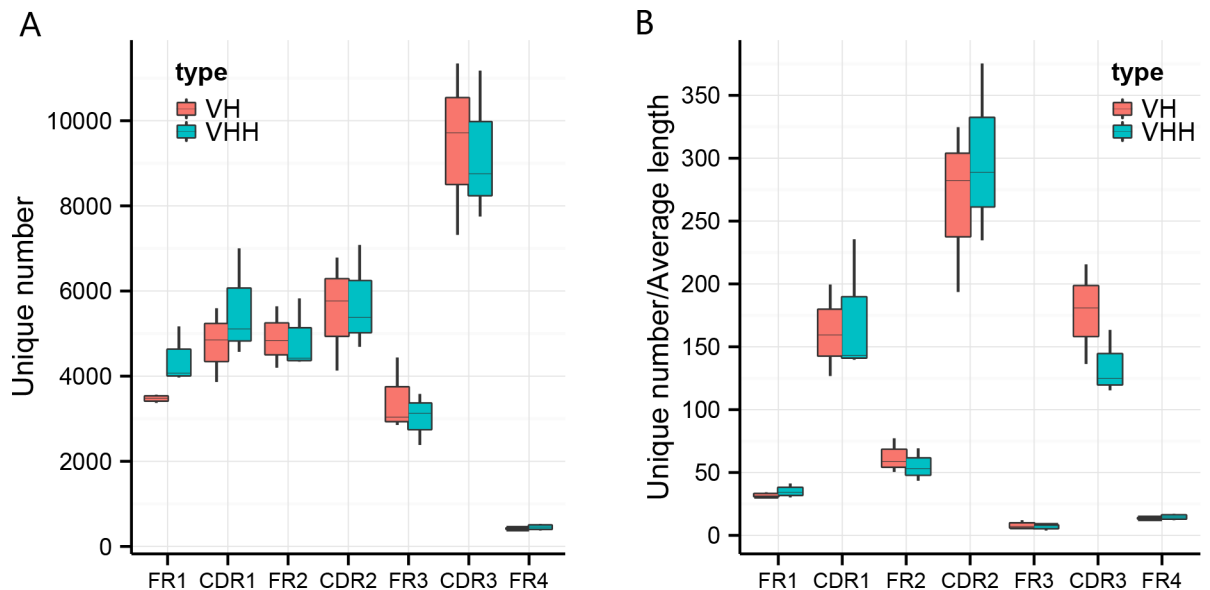 A
type
VH
VHH
Unique number
10000
8000
6000
4000
2000
0
FR1 CDR1 FR2 CDR2 FR3 CDR3 FR4
B
type
VH
VHH
Unique number/Average length
350
300
250
200
150
100
50
0
FR1 CDR1 FR2 CDR2 FR3 CDR3 FR4